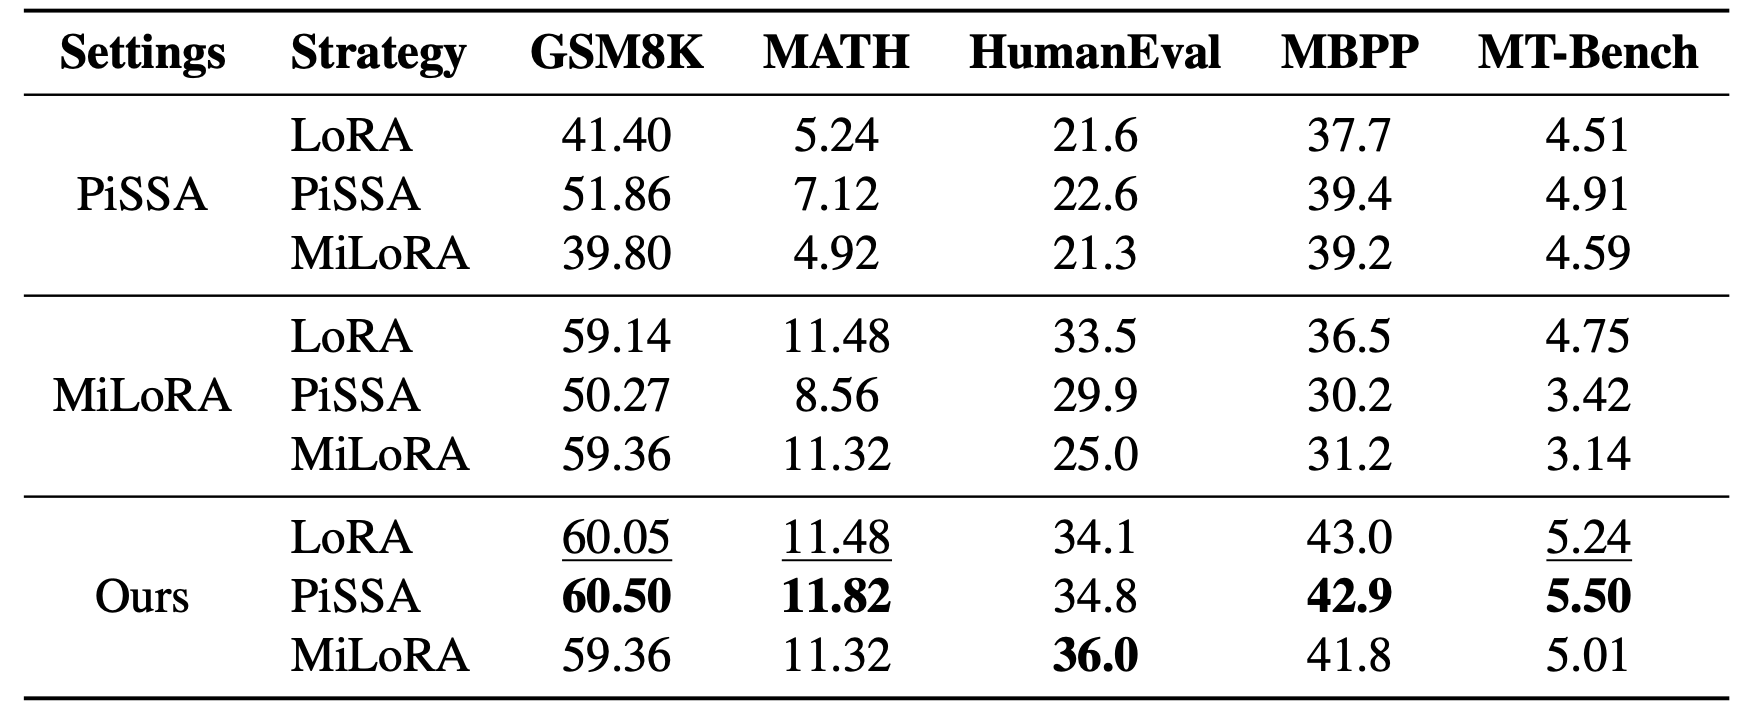 Settings Strategy GSM8K MATH HumanEval MBPP MT-Bench
LoRA 41.40 5.24 21.6 37.7 4.51
PiSSA PiSSA 51.86 7.12 22.6 39.4 4.91
MiLoRA 39.80 4.92 21.3 39.2 4.59
LoRA 59.14 11.48 33.5 36.5 4.75
MiLoRA PiSSA 50.27 8.56 29.9 30.2 3.42
MiLoRA 59.36 11.32 25.0 31.2 3.14
LoRA 60.05 11.48 34.1 43.0 5.24
Ours PiSSA 60.50 11.82 34.8 42.9 5.50
MiLoRA 59.36 11.32 36.0 41.8 5.01